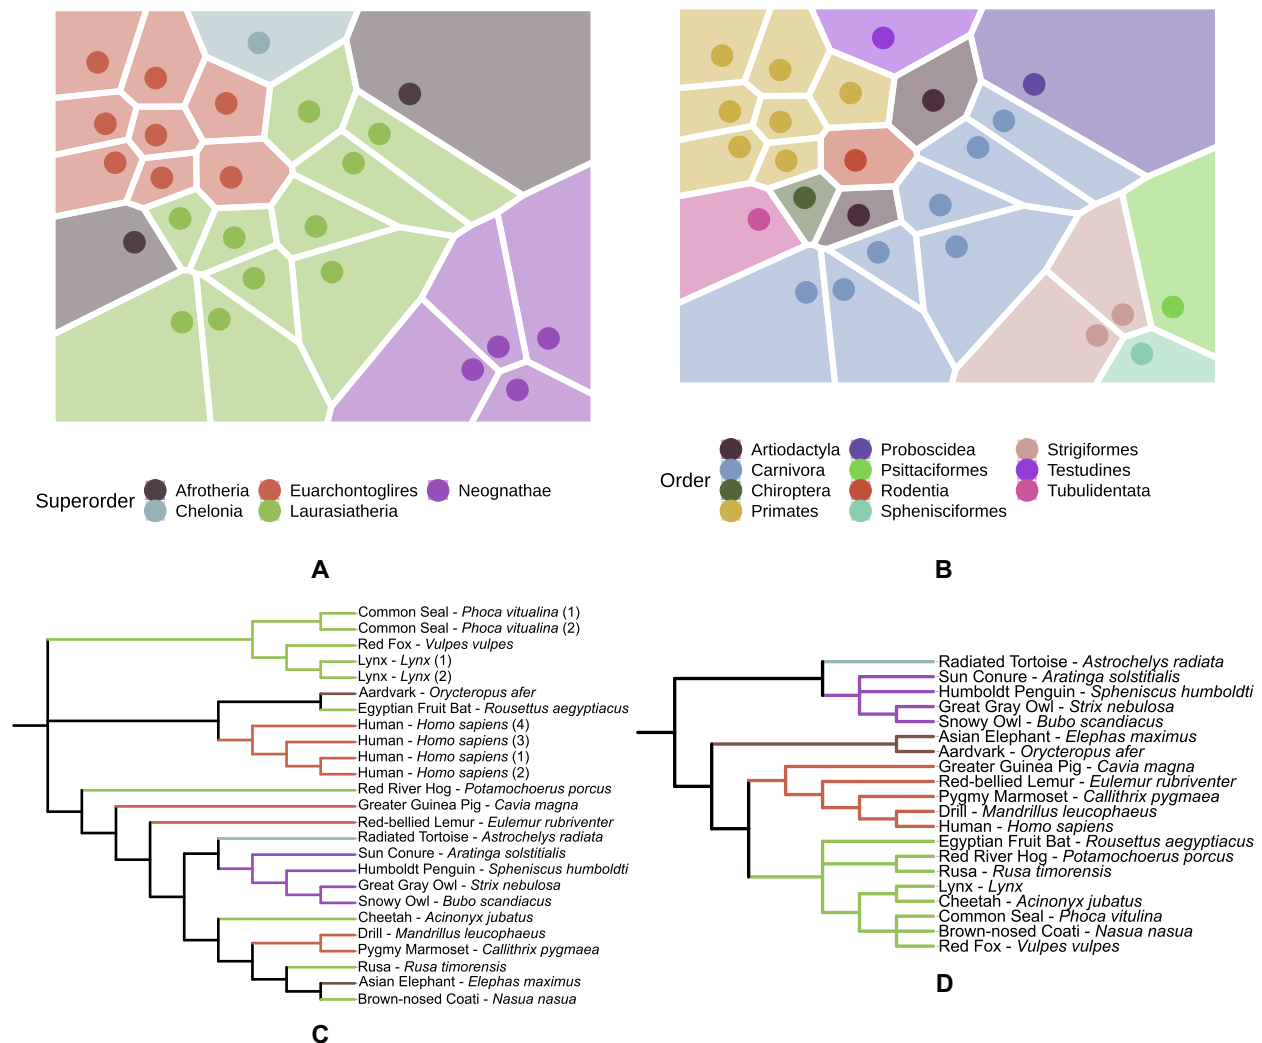 Superorder
Afrotheria
Euarchontoglires
Neognathae
Chelonia
Laurasiatheria
A
Order
Artiodactyla
Proboscidea
Strigiformes
Carnivora
Psittaciformes
Testudines
Chiroptera
Rodentia
Tubulidentata
Primates
Sphenisciformes
B
Common Seal - Phoca vitualina (1)
Common Seal - Phoca vitualina (2)
Red Fox - Vulpes vulpes
Lynx - Lynx (1)
Lynx - Lynx (2)
Aardvark - Orycteropus afer
Egyptian Fruit Bat - Rousettus aegyptiacus
Human - Homo sapiens (4)
Human - Homo sapiens (3)
Human - Homo sapiens (1)
Human - Homo sapiens (2)
Red River Hog - Potamochoerus porcus
Greater Guinea Pig - Cavia magna
Red-bellied Lemur - Eulemur rubriventer
Radiated Tortoise - Astrochelys radiata
Sun Conure - Aratinga solstitialis
Humboldt Penguin - Spheniscus humboldti
Great Gray Owl - Strix nebulosa
Snowy Owl - Bubo scandiacus
Cheetah - Acinonyx jubatus
Drill - Mandrillus leucophaeus
Pygmy Marmoset - Callithrix pygmaea
Rusa - Rusa timorensis
Asian Elephant - Elephas maximus
Brown-nosed Coati - Nasua nasua
C
Radiated Tortoise - Astrochelys radiata
Sun Conure - Aratinga solstitialis
Humboldt Penguin - Spheniscus humboldti
Great Gray Owl - Strix nebulosa
Snowy Owl - Bubo scandiacus
Asian Elephant - Elephas maximus
Aardvark - Orycteropus afer
Greater Guinea Pig - Cavia magna
Red-bellied Lemur - Eulemur rubriventer
Pygmy Marmoset - Callithrix pygmaea
Drill - Mandrillus leucophaeus
Human - Homo sapiens
Egyptian Fruit Bat - Rousettus aegyptiacus
Red River Hog - Potamochoerus porcus
Rusa - Rusa timorensis
Lynx - Lynx
Cheetah - Acinonyx jubatus
Common Seal - Phoca vitulina
Brown-nosed Coati - Nasua nasua
Red Fox - Vulpes vulpes
D